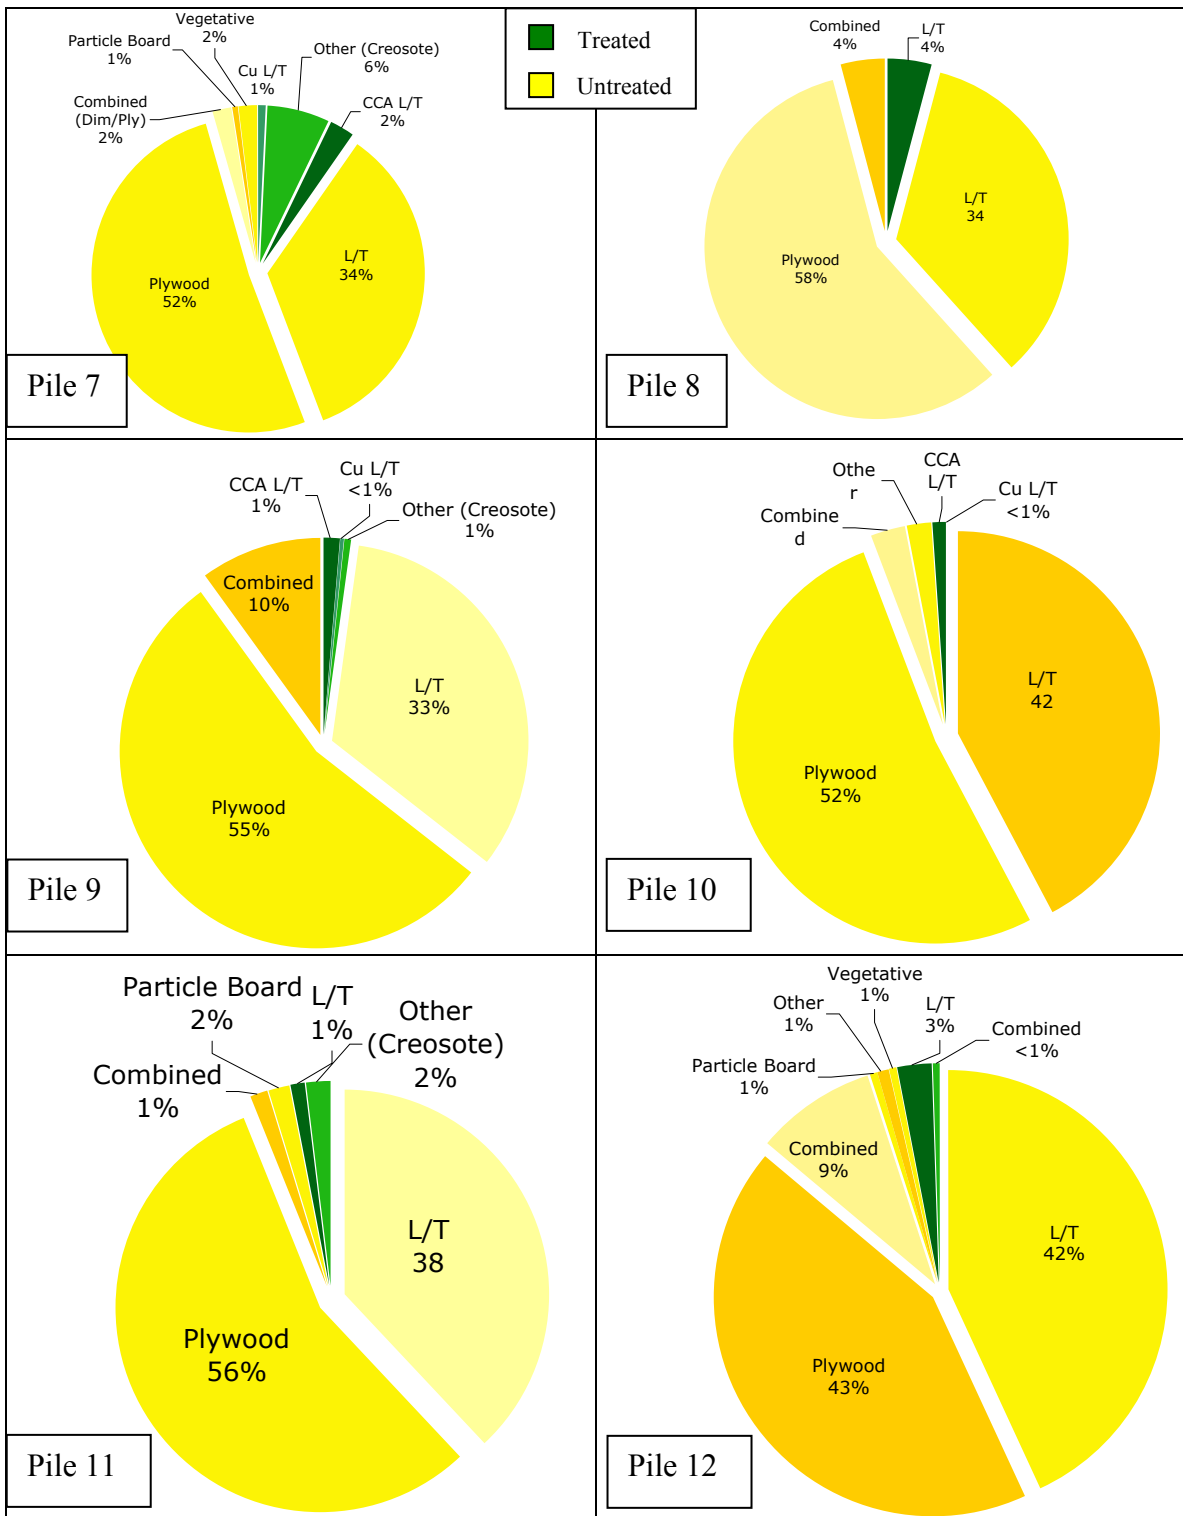 Treated
Untreated
Vegetative
2%
Particle Board
1%
Cu L/T
1%
Other (Creosote)
6%
CCA L/T
2%
Combined
(Dim/Ply)
2%
L/T
34%
Plywood
52%
Pile 7
Combined
4%
L/T
4%
L/T
34
Plywood
58%
Pile 8
CCA L/T
1%
Cu L/T
<1%
Other (Creosote)
1%
Combined
10%
L/T
33%
Plywood
55%
Pile 9
Othe
r
CCA
L/T
Cu L/T
<1%
Combine
d
L/T
42
Plywood
52%
Pile 10
Particle Board
2%
L/T
1%
Other
(Creosote)
2%
Combined
1%
L/T
38
Plywood
56%
Pile 11
Vegetative
1%
Other
1%
L/T
3%
Combined
<1%
Particle Board
1%
Combined
9%
L/T
42%
Plywood
43%
Pile 12